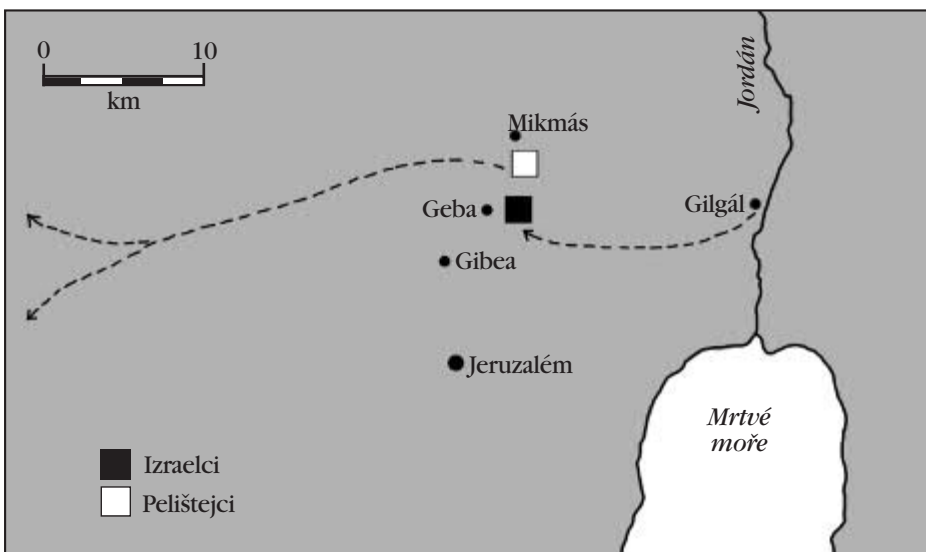 0 10
km
Jordán
Mikmás
Geba
Gilgál
Gibea
Jeruzalém
Mrtvé
moře
Izraelci
Pelištejci